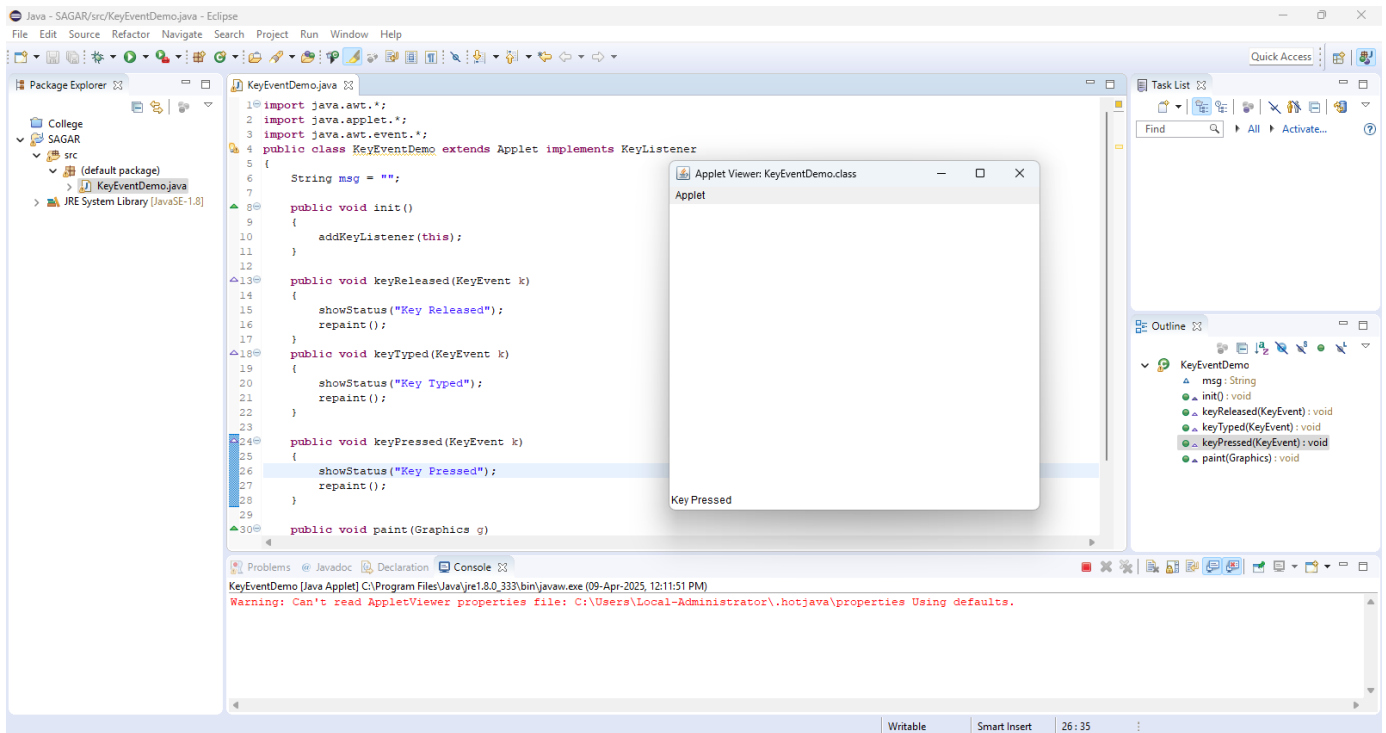 Java - SAGAR/src/KeyEventDemo.java - Eclipse
File Edit Source Refactor Navigate Search Project Run Window Help
Quick Access
Package Explorer
College
SAGAR
src
(default package)
KeyEventDemo.java
JRE System Library [JavaSE-1.8]
KeyEventDemo.java
1 import java.awt.*;
2 import java.applet.*;
3 import java.awt.event.*;
4 public class KeyEventDemo extends Applet implements KeyListener
5 {
6 String msg = "";
7
8 public void init()
9 {
10 addKeyListener(this);
11 }
12
13 public void keyReleased(KeyEvent k)
14 {
15 showStatus("Key Released");
16 repaint();
17 }
18 public void keyTyped(KeyEvent k)
19 {
20 showStatus("Key Typed");
21 repaint();
22 }
23
24 public void keyPressed(KeyEvent k)
25 {
26 showStatus("Key Pressed");
27 repaint();
28 }
29
30 public void paint(Graphics g)
Applet Viewer: KeyEventDemo.class
Applet
Key Pressed
Task List
Find All Activate...
Outline
KeyEventDemo
msg : String
init() : void
keyReleased(KeyEvent) : void
keyTyped(KeyEvent) : void
keyPressed(KeyEvent) : void
paint(Graphics) : void
Problems @ Javadoc Declaration Console
KeyEventDemo [Java Applet] C:\Program Files\Java\jre1.8.0_333\bin\javaw.exe (09-Apr-2025, 12:11:51 PM)
Warning: Can't read AppletViewer properties file: C:\Users\Local-Administrator\.hotjava\properties Using defaults.
Writable Smart Insert 26 : 35